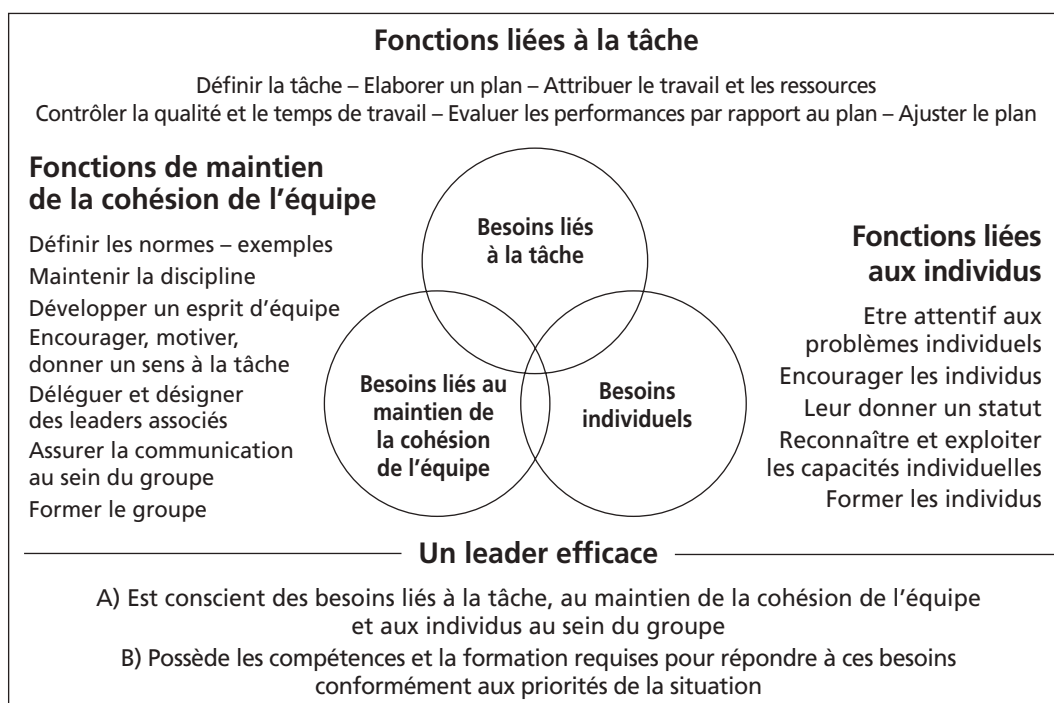 Fonctions liées à la tâche
Définir la tâche – Elaborer un plan – Attribuer le travail et les ressources
Contrôler la qualité et le temps de travail – Evaluer les performances par rapport au plan – Ajuster le plan
Fonctions de maintien
de la cohésion de l’équipe
Définir les normes – exemples
Maintenir la discipline
Développer un esprit d’équipe
Encourager, motiver,
donner un sens à la tâche
Déléguer et désigner
des leaders associés
Assurer la communication
au sein du groupe
Former le groupe
Besoins liés
à la tâche
Besoins liés au
maintien de
la cohésion
de l’équipe
Besoins
individuels
Fonctions liées
aux individus
Etre attentif aux
problèmes individuels
Encourager les individus
Leur donner un statut
Reconnaître et exploiter
les capacités individuelles
Former les individus
Un leader efficace
A) Est conscient des besoins liés à la tâche, au maintien de la cohésion de l’équipe
et aux individus au sein du groupe
B) Possède les compétences et la formation requises pour répondre à ces besoins
conformément aux priorités de la situation